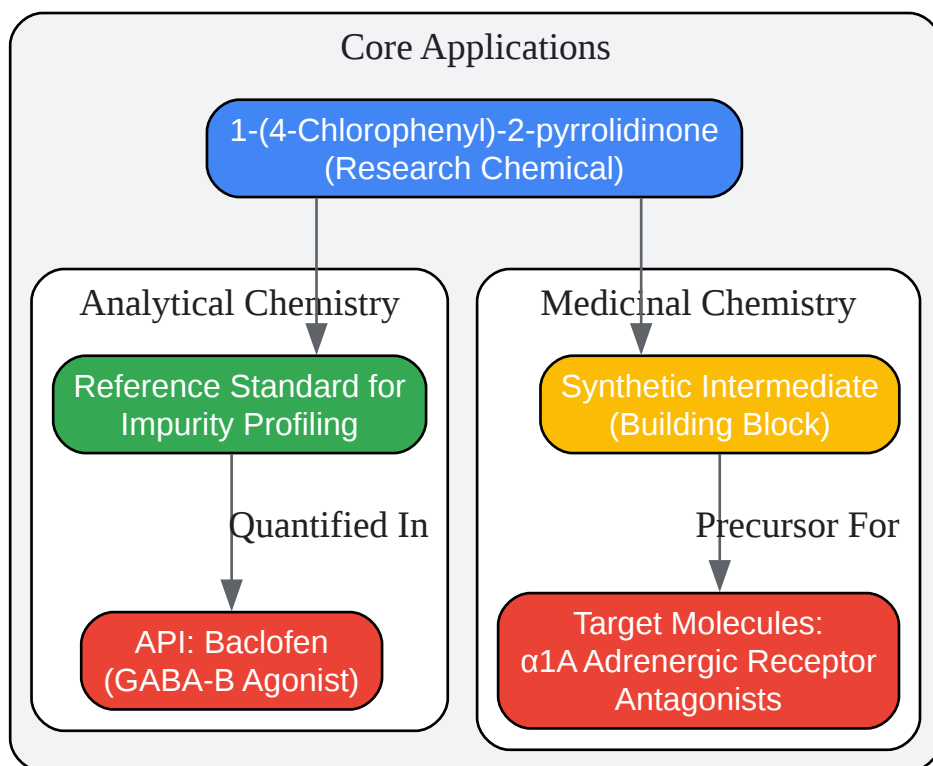 Core Applications
1-(4-Chlorophenyl)-2-pyrrolidinone
(Research Chemical)
Analytical Chemistry
Reference Standard for
Impurity Profiling
Quantified In
API: Baclofen
(GABA-B Agonist)
Medicinal Chemistry
Synthetic Intermediate
(Building Block)
Precursor For
Target Molecules:
α1A Adrenergic Receptor
Antagonists